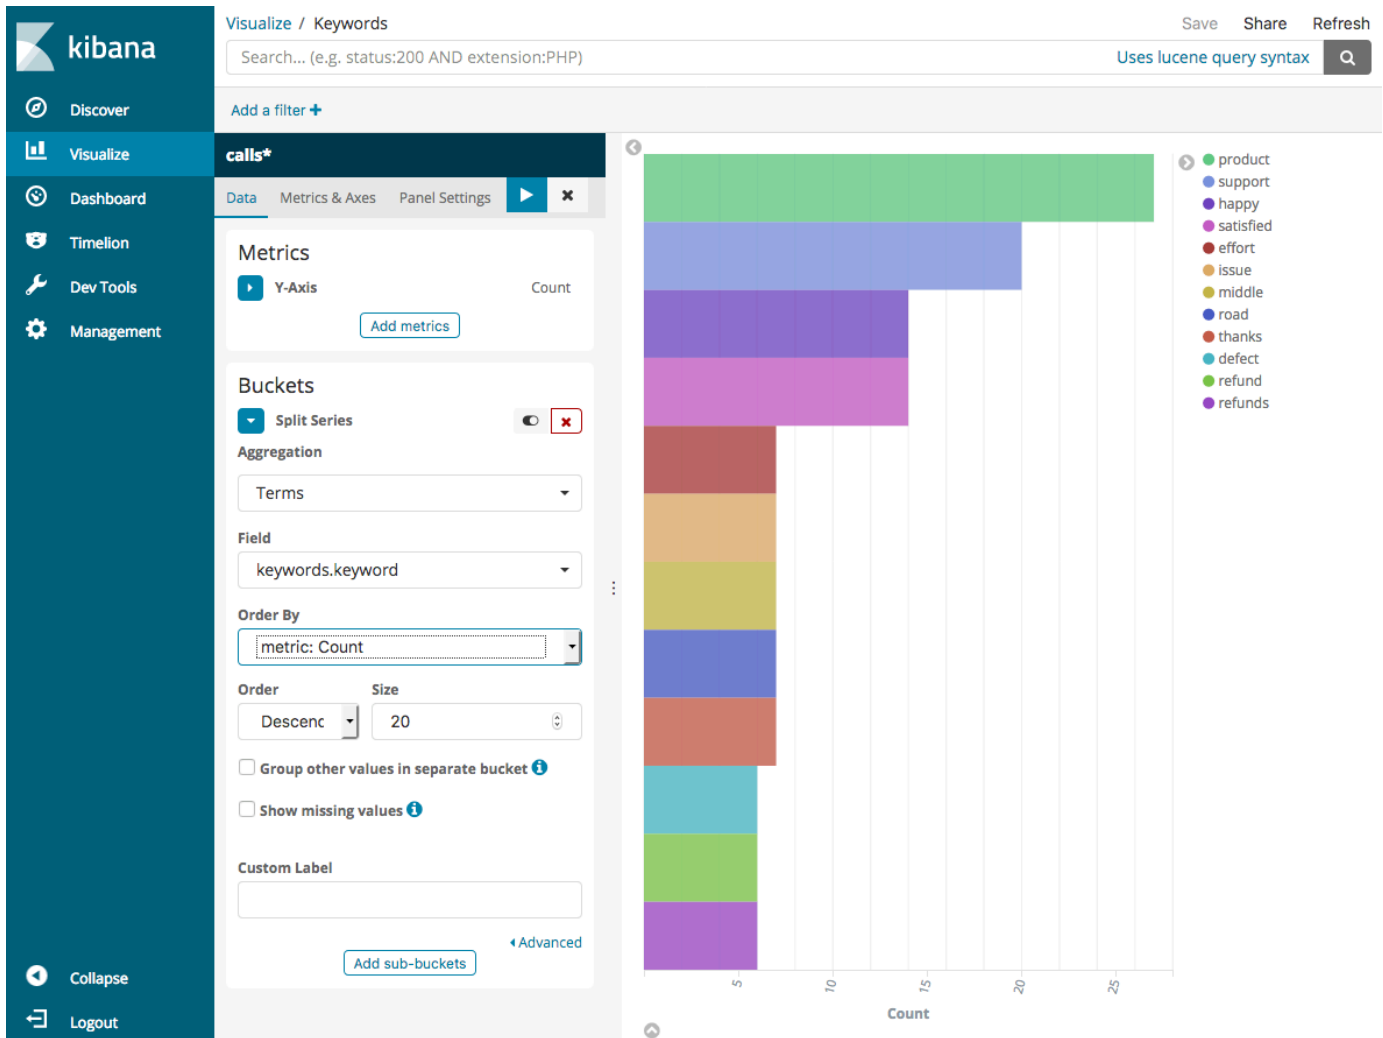 kibana
Discover
Visualize
Dashboard
Timelion
Dev Tools
Management
Collapse
Logout
Visualize / Keywords
Save Share Refresh
Search... (e.g. status:200 AND extension:PHP) Uses lucene query syntax
Add a filter +
calls*
Data Metrics & Axes Panel Settings
Metrics
Y-Axis Count
Add metrics
Buckets
Split Series
Aggregation
Terms
Field
keywords.keyword
Order By
metric: Count
Order Size
Descenc 20
Group other values in separate bucket
Show missing values
Custom Label
Advanced
Add sub-buckets
5 10 15 20 25
Count
product
support
happy
satisfied
effort
issue
middle
road
thanks
defect
refund
refunds